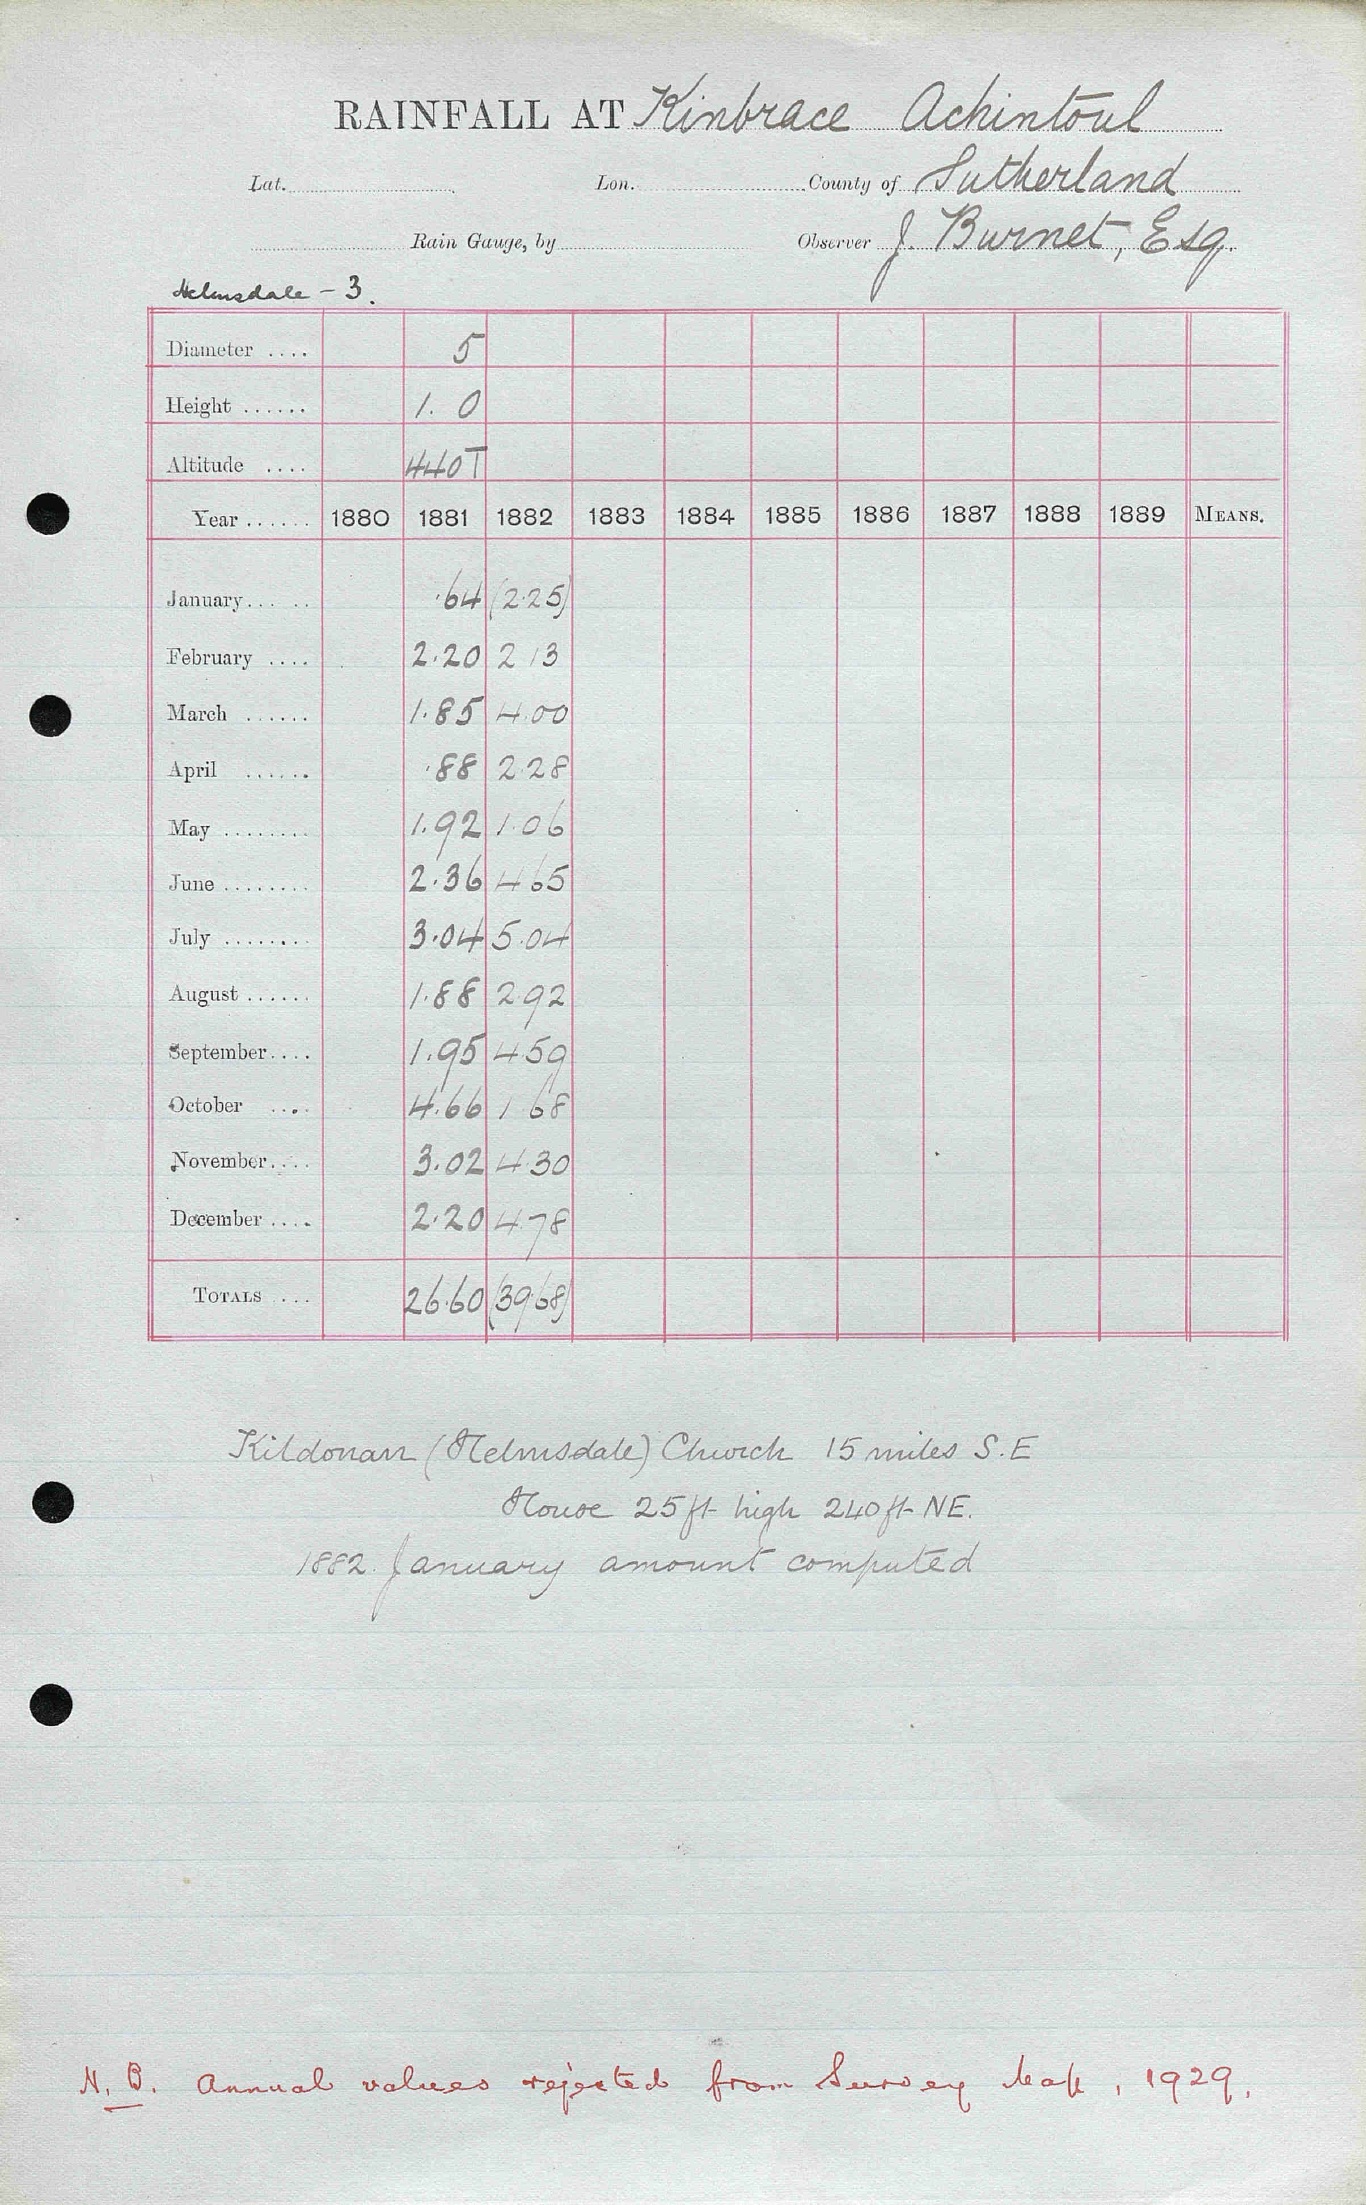 RAINFALL AT Kinbrace Achintoul
Lat. Lon. County of Sutherland
Rain Gauge, by Observer J. Burnet, Esq.
Helmsdale - 3.
Diameter .... 5
Height ...... 1. 0
Altitude .... 440T
Year ...... 1880 1881 1882 1883 1884 1885 1886 1887 1888 1889 MEANS.
January...... .64 (2.25)
February .... 2.20 2 13
March ...... 1.85 4.00
April ...... .88 2.28
May ........ 1.92 1.06
June ........ 2.36 4 65
July ........ 3.04 5.04
August ...... 1.88 2.92
September.... 1.95 4.59
October .... 4.66 1 68
November.... 3.02 4.30
December .... 2.20 4.78
TOTALS ... 26.60 (39.68)
Kildonan (Helmsdale) Church 15 miles S.E
House 25 ft high 240 ft NE.
1882. January amount computed
N.B. Annual values rejected from Survey Map, 1929.